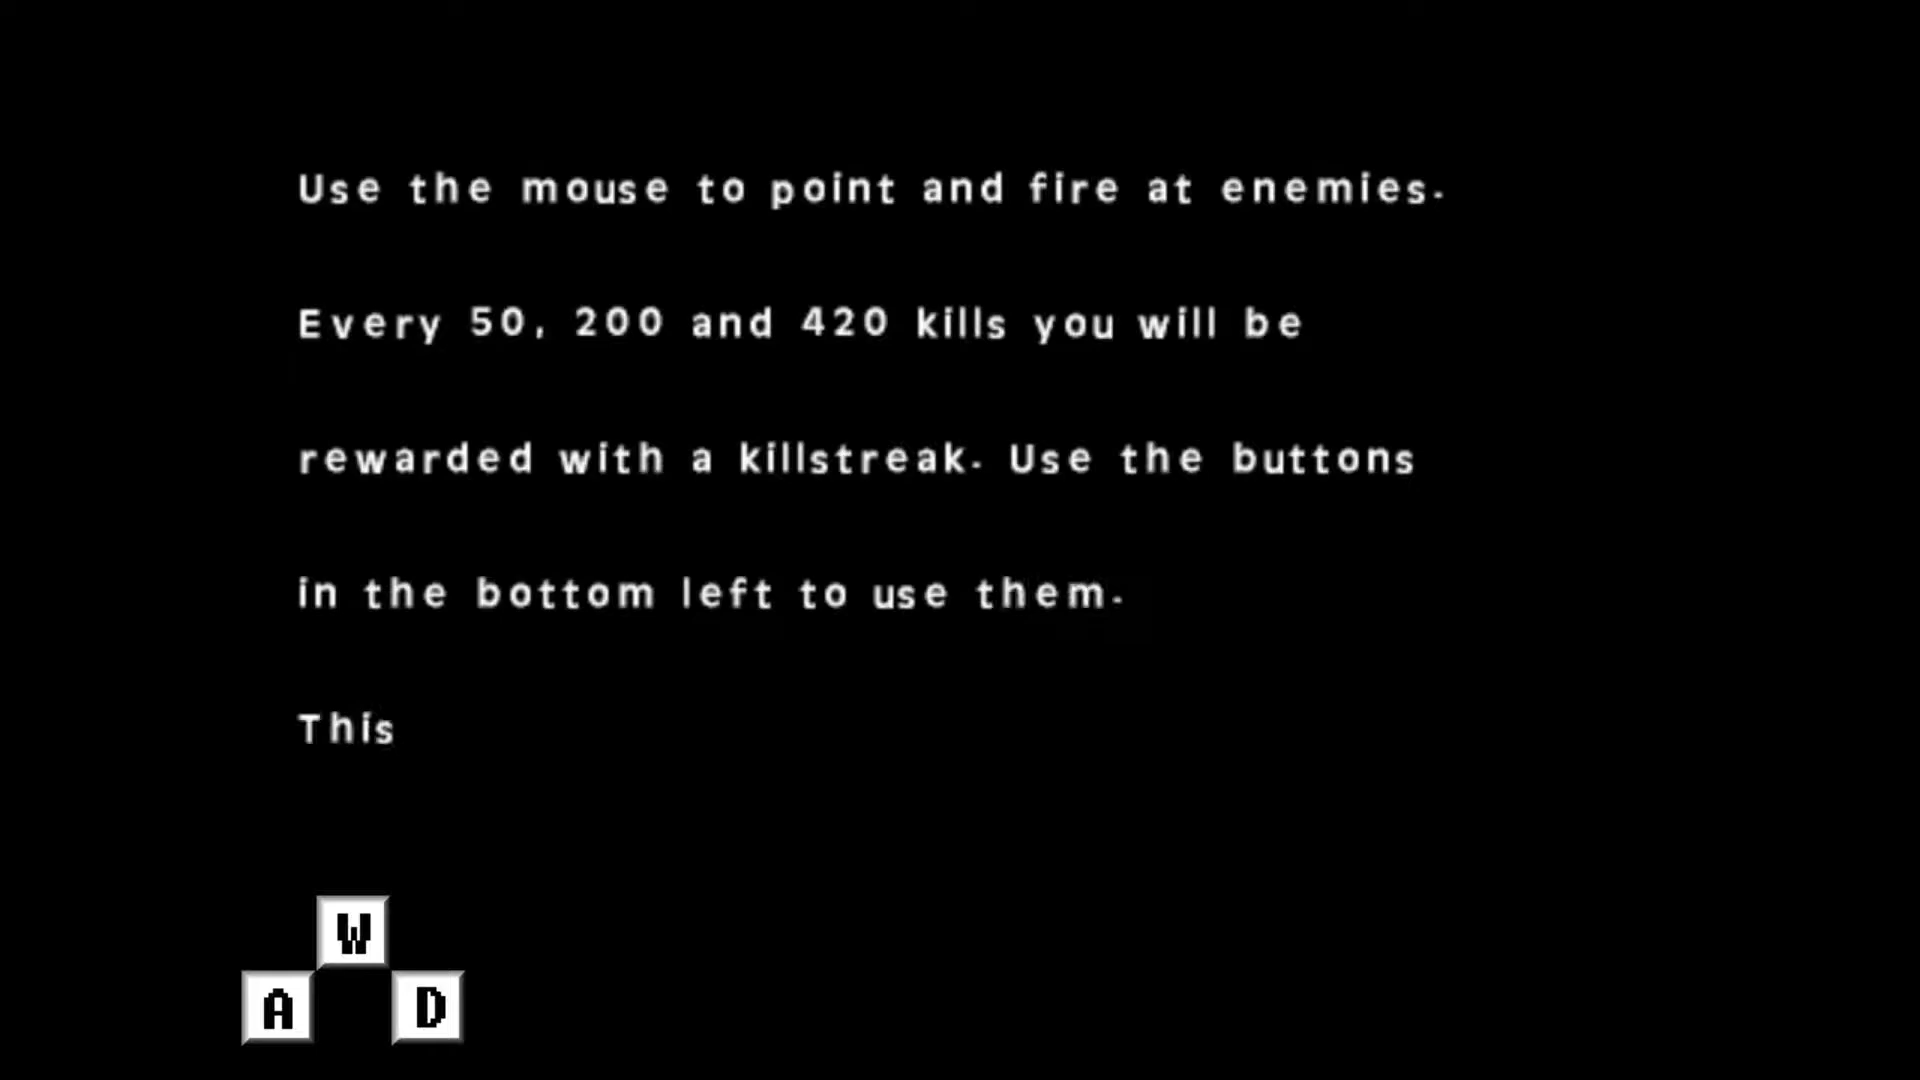 Use the mouse to point and fire at enemies.
Every 50, 200 and 420 kills you will be
rewarded with a killstreak. Use the buttons
in the bottom left to use them.
This
W
A D